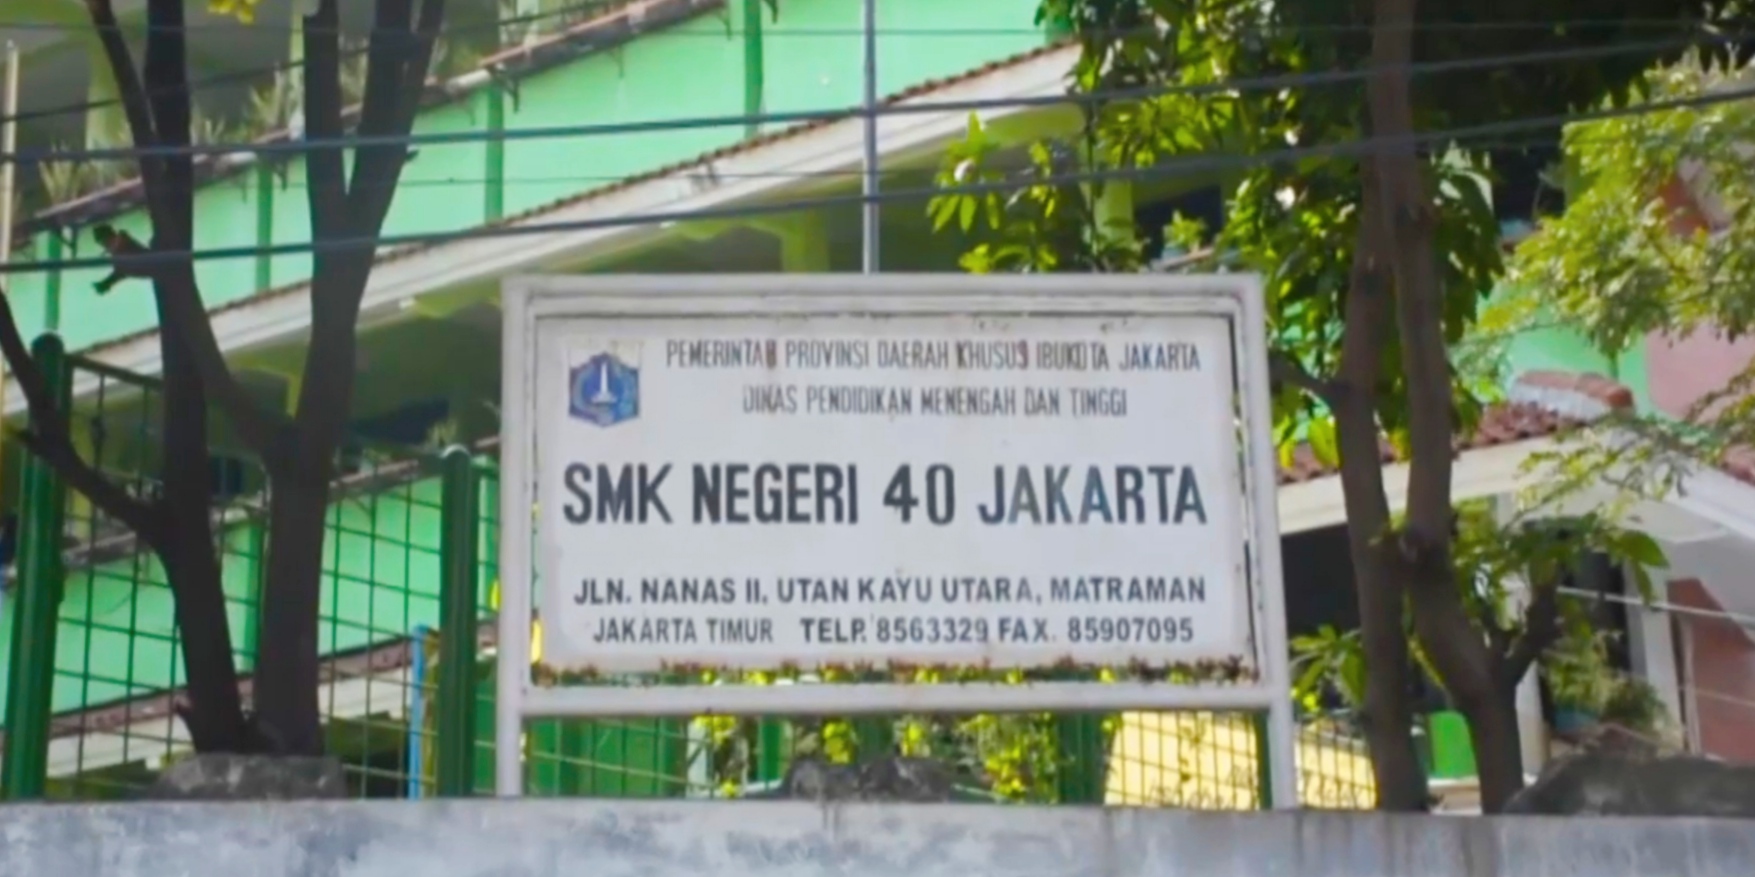 PEMERINTAH PROVINSI DAERAH KHUSUS IBUKOTA JAKARTA
DINAS PENDIDIKAN MENENGAH DAN TINGGI
SMK NEGERI 40 JAKARTA
JLN. NANAS II, UTAN KAYU UTARA, MATRAMAN
JAKARTA TIMUR TELP. 8563329 FAX. 85907095